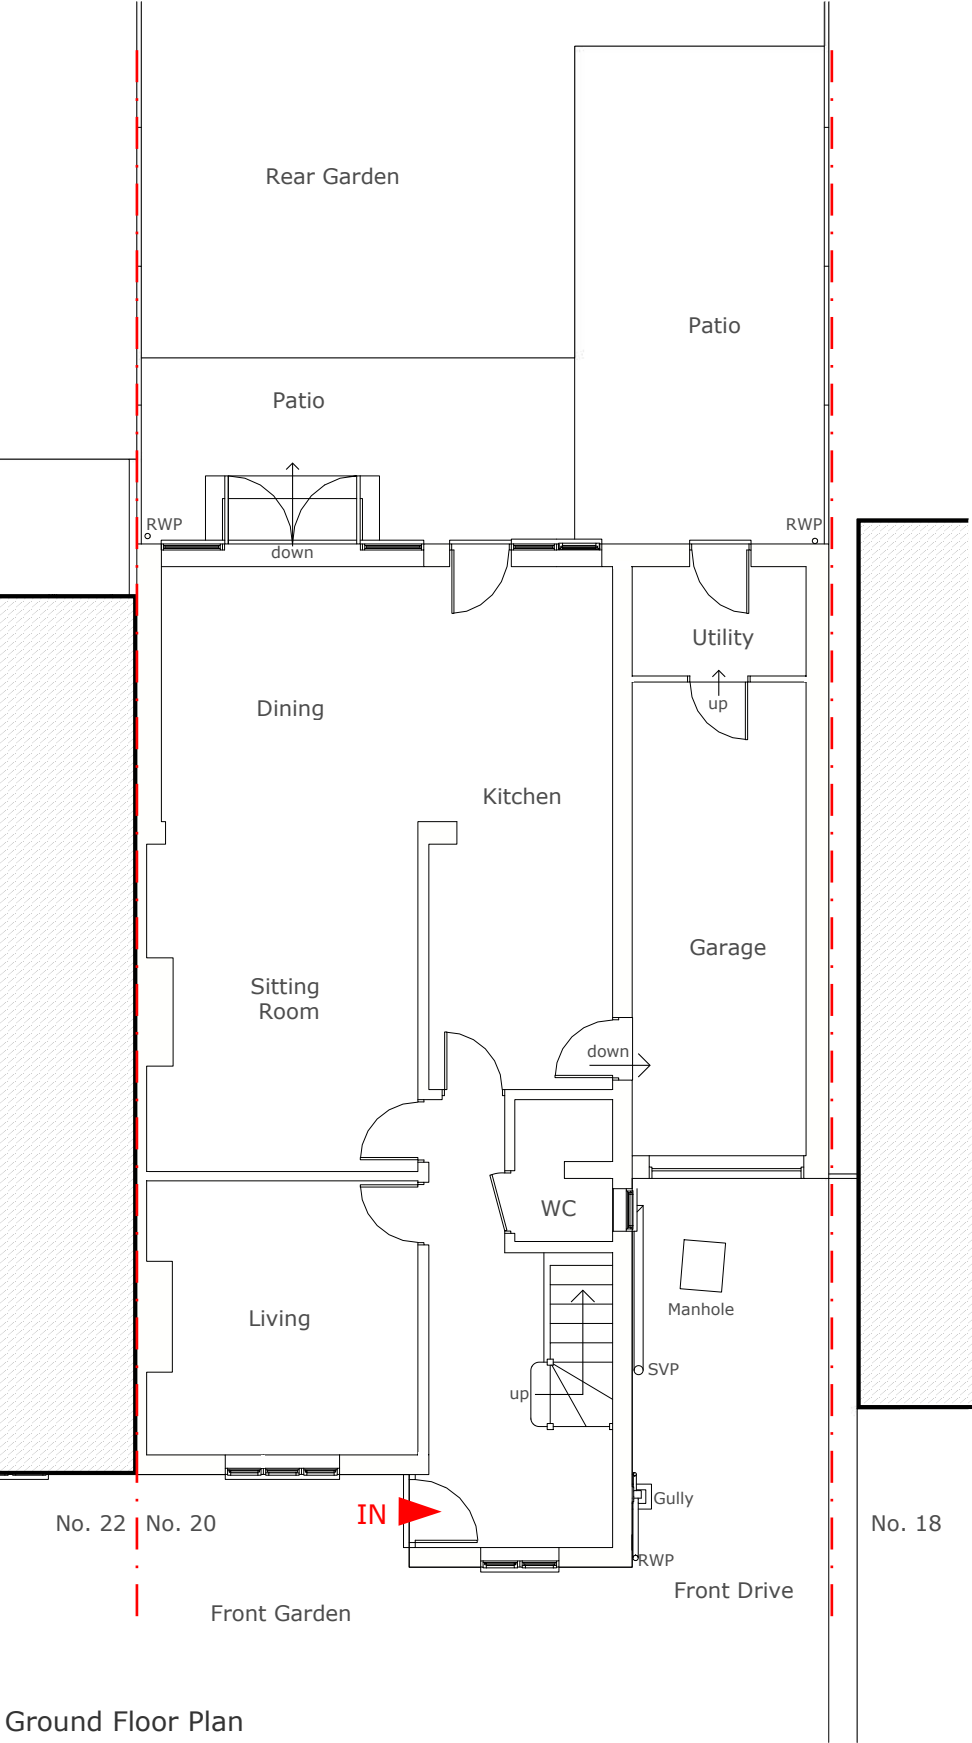 Rear Garden
Patio
Patio
RWP
RWP
down
Utility
up
Dining
Kitchen
Garage
Sitting
Room
down
WC
Living
Manhole
SVP
up
Gully
IN
No. 22
No. 20
No. 18
RWP
Front Drive
Front Garden
Ground Floor Plan